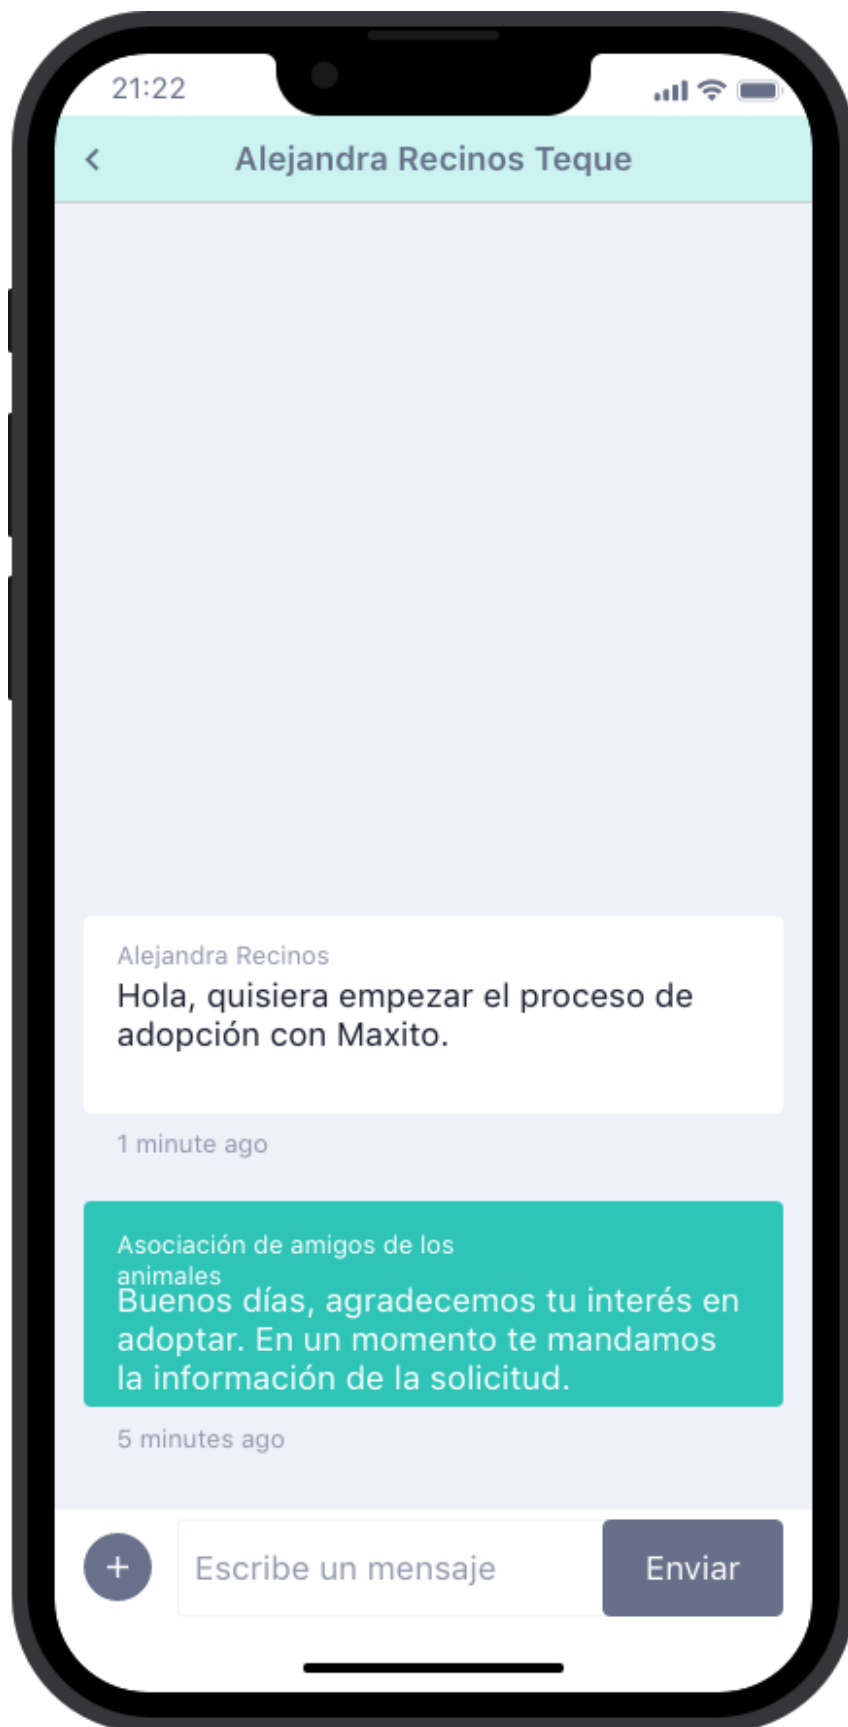 21:22
Alejandra Recinos Teque
Alejandra Recinos
Hola, quisiera empezar el proceso de
adopción con Maxito.
1 minute ago
Asociación de amigos de los
animales
Buenos días, agradecemos tu interés en
adoptar. En un momento te mandamos
la información de la solicitud.
5 minutes ago
Escribe un mensaje
Enviar